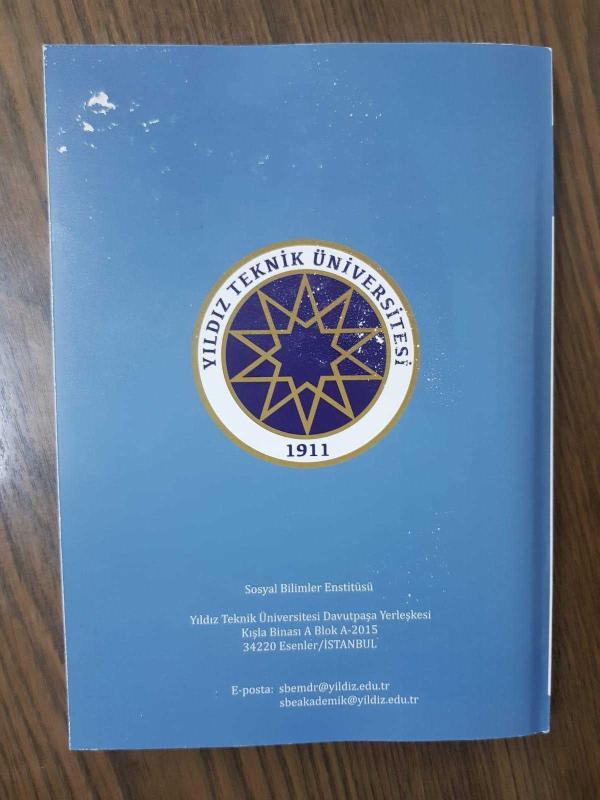 YILDIZ TEKNİK ÜNİVERSİTESİ
1911
Sosyal Bilimler Enstitüsü
Yıldız Teknik Üniversitesi Davutpaşa Yerleşkesi
Kışla Binası A Blok A-2015
34220 Esenler/İSTANBUL
E-posta: sbemdr@yildiz.edu.tr
sbeakademik@yildiz.edu.tr